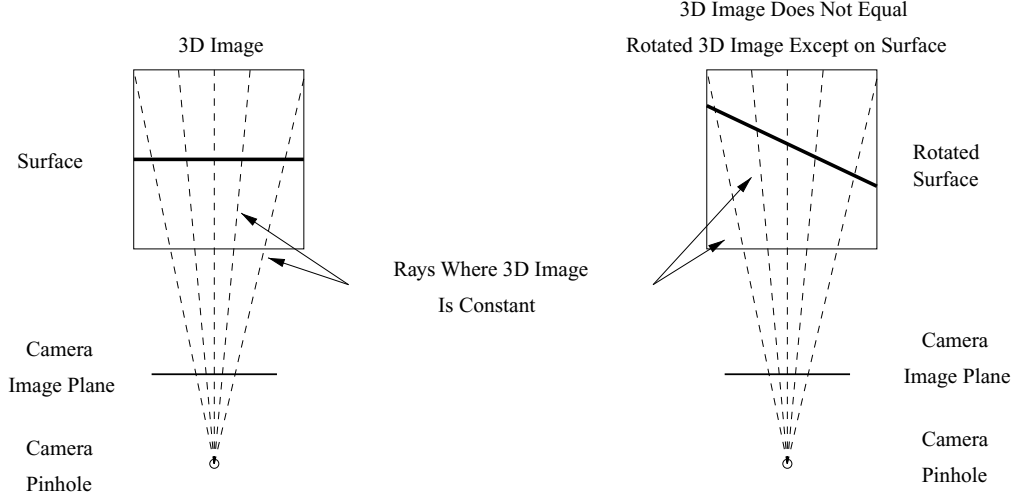 3D Image
Surface
Rays Where 3D Image
Is Constant
Camera
Image Plane
Camera
Pinhole
3D Image Does Not Equal
Rotated 3D Image Except on Surface
Rotated
Surface
Camera
Image Plane
Camera
Pinhole